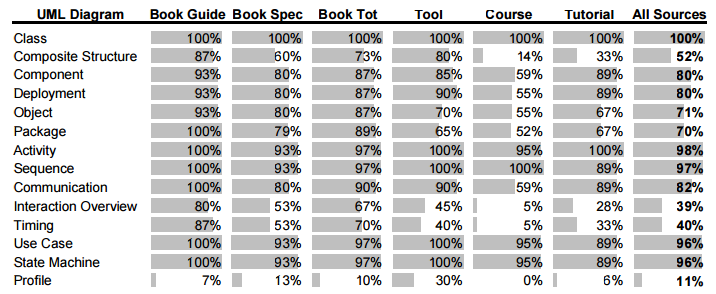 UML Diagram Book Guide Book Spec Book Tot Tool Course Tutorial All Sources
Class 100% 100% 100% 100% 100% 100% 100%
Composite Structure 87% 60% 73% 80% 14% 33% 52%
Component 93% 80% 87% 85% 59% 89% 80%
Deployment 93% 80% 87% 90% 55% 89% 80%
Object 93% 80% 87% 70% 55% 67% 71%
Package 100% 79% 89% 65% 52% 67% 70%
Activity 100% 93% 97% 100% 95% 100% 98%
Sequence 100% 93% 97% 100% 100% 89% 97%
Communication 100% 80% 90% 90% 59% 89% 82%
Interaction Overview 80% 53% 67% 45% 5% 28% 39%
Timing 87% 53% 70% 40% 5% 33% 40%
Use Case 100% 93% 97% 100% 95% 89% 96%
State Machine 100% 93% 97% 100% 95% 89% 96%
Profile 7% 13% 10% 30% 0% 6% 11%